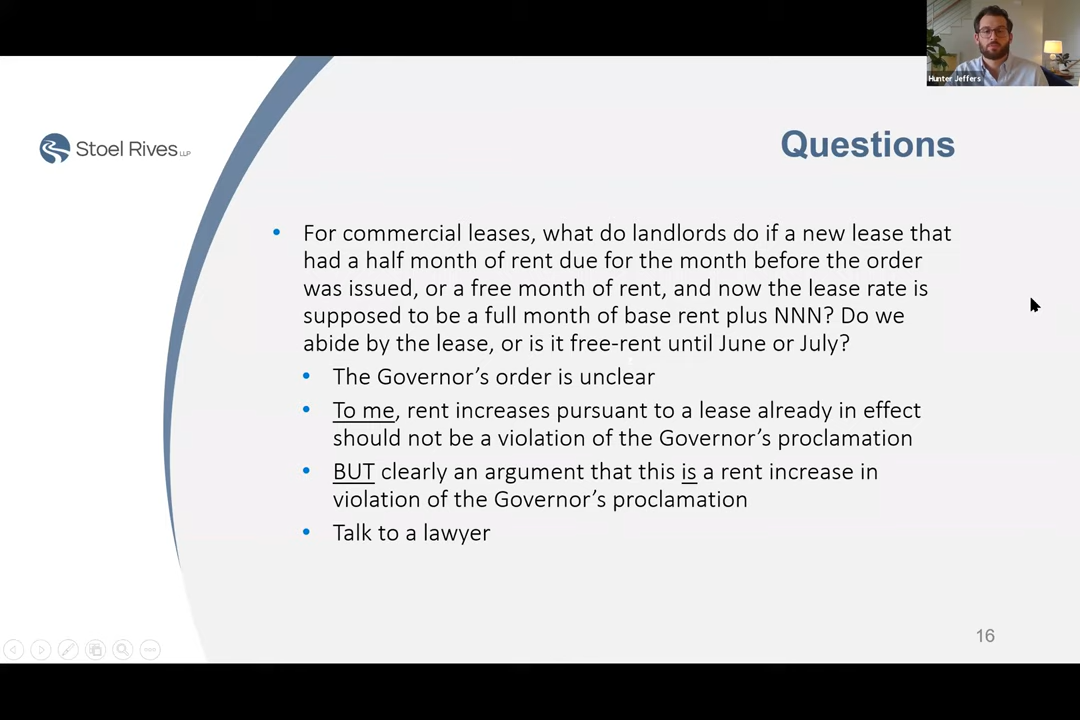 Hunter Jeffers
Stoel Rives LLP
Questions
• For commercial leases, what do landlords do if a new lease that
had a half month of rent due for the month before the order
was issued, or a free month of rent, and now the lease rate is
supposed to be a full month of base rent plus NNN? Do we
abide by the lease, or is it free-rent until June or July?
• The Governor’s order is unclear
• To me, rent increases pursuant to a lease already in effect
should not be a violation of the Governor’s proclamation
• BUT clearly an argument that this is a rent increase in
violation of the Governor’s proclamation
• Talk to a lawyer
16